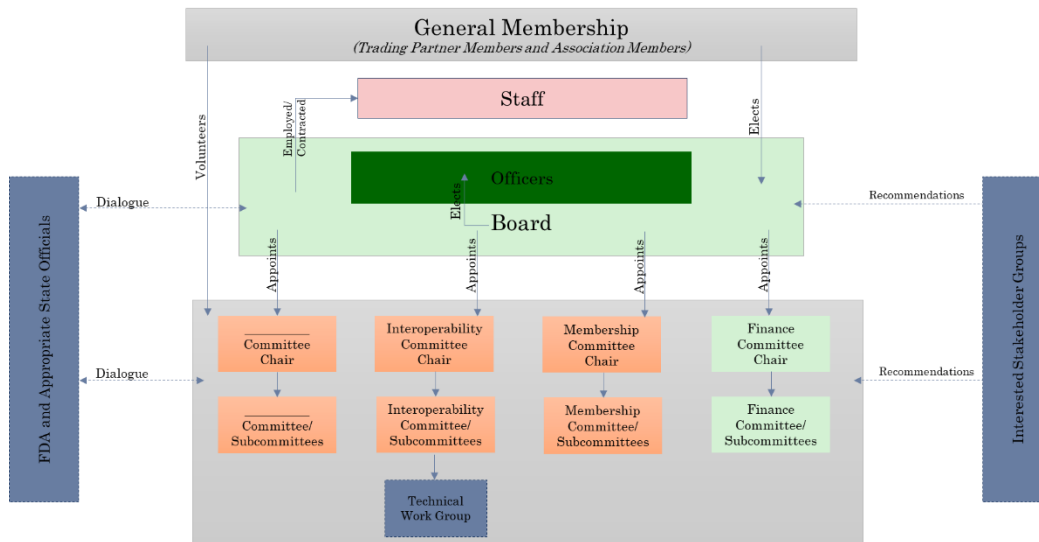 General Membership
(Trading Partner Members and Association Members)
Staff
Employed/
Contracted
Volunteers
Elects
Officers
Elects
Board
FDA and Appropriate State Officials
Dialogue
Recommendations
Interested Stakeholder Groups
Appoints
Appoints
Appoints
Appoints
Committee
Chair
Interoperability
Committee
Chair
Membership
Committee
Chair
Finance
Committee
Chair
Dialogue
Recommendations
Committee/
Subcommittees
Interoperability
Committee/
Subcommittees
Membership
Committee/
Subcommittees
Finance
Committee/
Subcommittees
Technical
Work Group